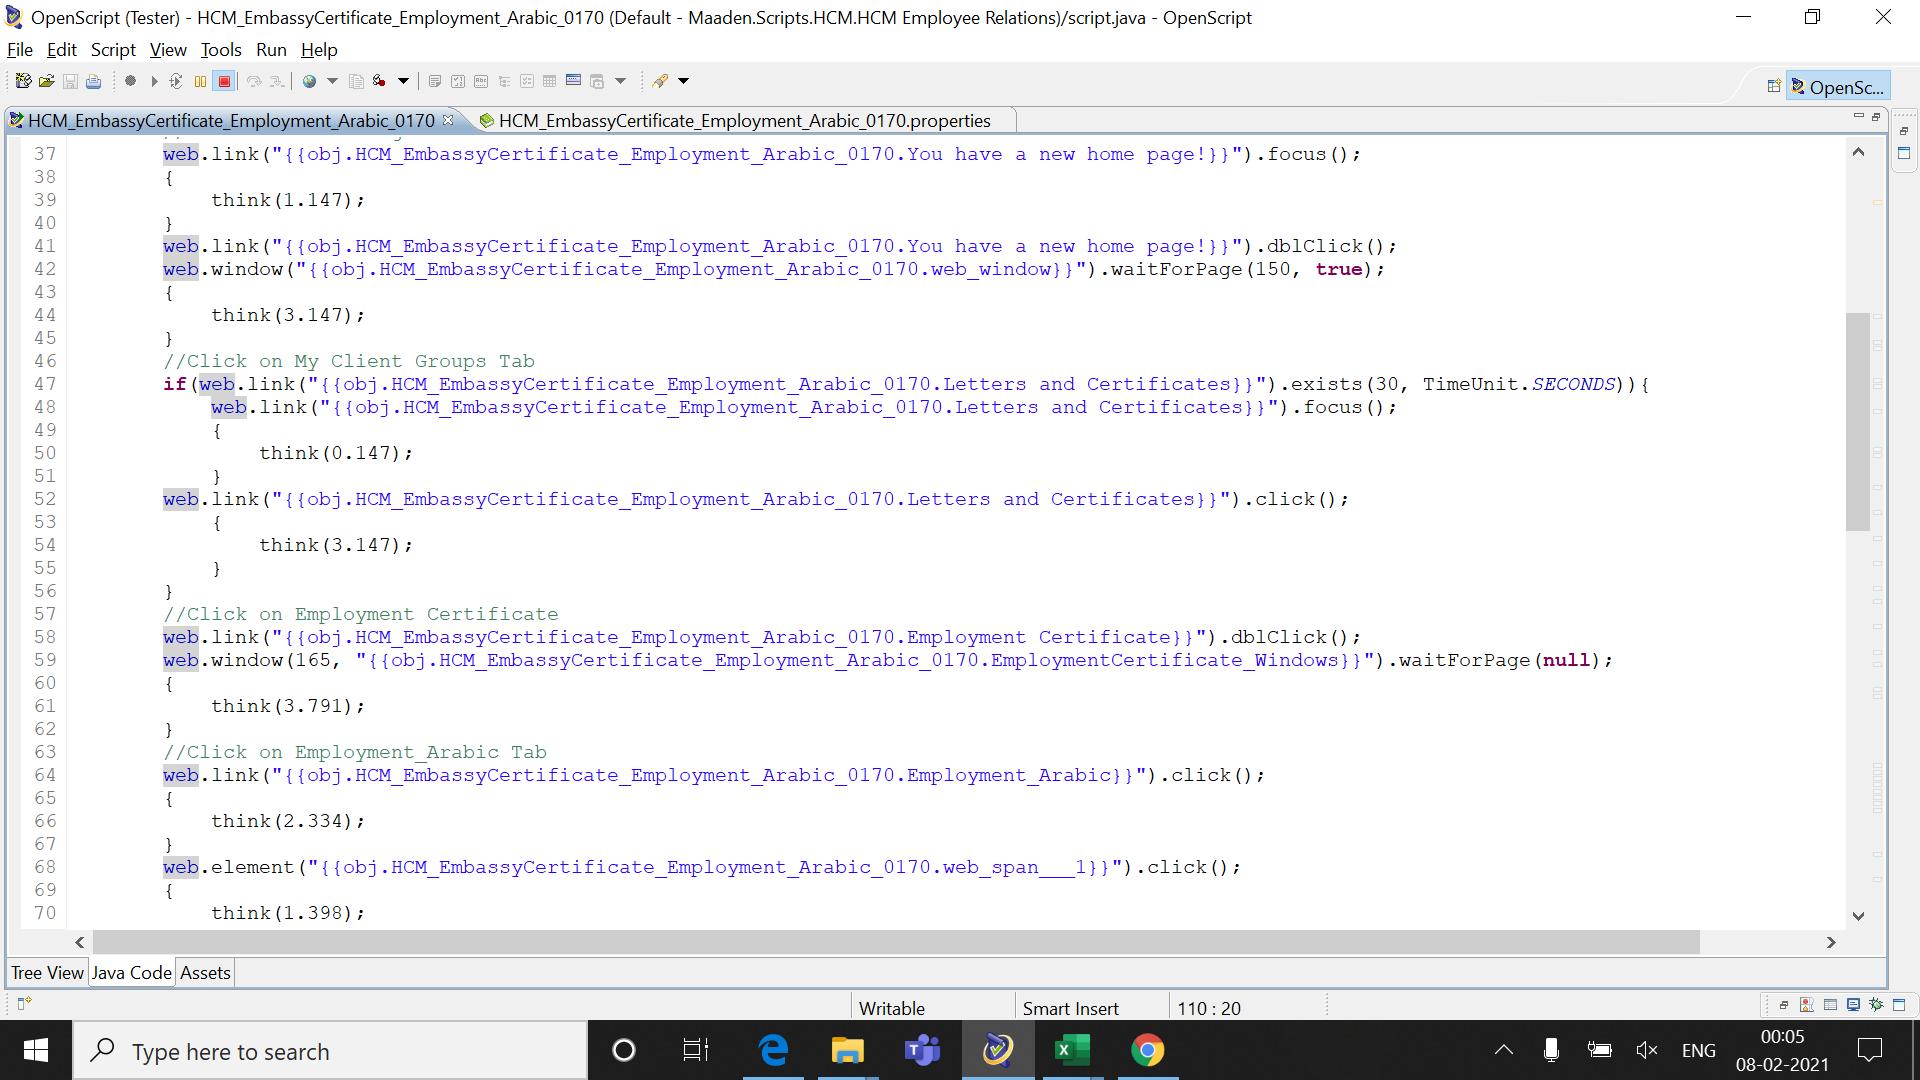 OpenScript (Tester) - HCM_EmbassyCertificate_Employment_Arabic_0170 (Default - Maaden.Scripts.HCM.HCM Employee Relations)/script.java - OpenScript
File Edit Script View Tools Run Help
OpenSc...
HCM_EmbassyCertificate_Employment_Arabic_0170 HCM_EmbassyCertificate_Employment_Arabic_0170.properties
37 web.link("{{obj.HCM_EmbassyCertificate_Employment_Arabic_0170.You have a new home page!}}").focus();
38 {
39 think(1.147);
40 }
41 web.link("{{obj.HCM_EmbassyCertificate_Employment_Arabic_0170.You have a new home page!}}").dblClick();
42 web.window("{{obj.HCM_EmbassyCertificate_Employment_Arabic_0170.web_window}}").waitForPage(150, true);
43 {
44 think(3.147);
45 }
46 //Click on My Client Groups Tab
47 if(web.link("{{obj.HCM_EmbassyCertificate_Employment_Arabic_0170.Letters and Certificates}}").exists(30, TimeUnit.SECONDS)){
48 web.link("{{obj.HCM_EmbassyCertificate_Employment_Arabic_0170.Letters and Certificates}}").focus();
49 {
50 think(0.147);
51 }
52 web.link("{{obj.HCM_EmbassyCertificate_Employment_Arabic_0170.Letters and Certificates}}").click();
53 {
54 think(3.147);
55 }
56 }
57 //Click on Employment Certificate
58 web.link("{{obj.HCM_EmbassyCertificate_Employment_Arabic_0170.Employment Certificate}}").dblClick();
59 web.window(165, "{{obj.HCM_EmbassyCertificate_Employment_Arabic_0170.EmploymentCertificate_Windows}}").waitForPage(null);
60 {
61 think(3.791);
62 }
63 //Click on Employment_Arabic Tab
64 web.link("{{obj.HCM_EmbassyCertificate_Employment_Arabic_0170.Employment_Arabic}}").click();
65 {
66 think(2.334);
67 }
68 web.element("{{obj.HCM_EmbassyCertificate_Employment_Arabic_0170.web_span___1}}").click();
69 {
70 think(1.398);
Tree View Java Code Assets
Writable Smart Insert 110 : 20
Type here to search
ENG
00:05
08-02-2021